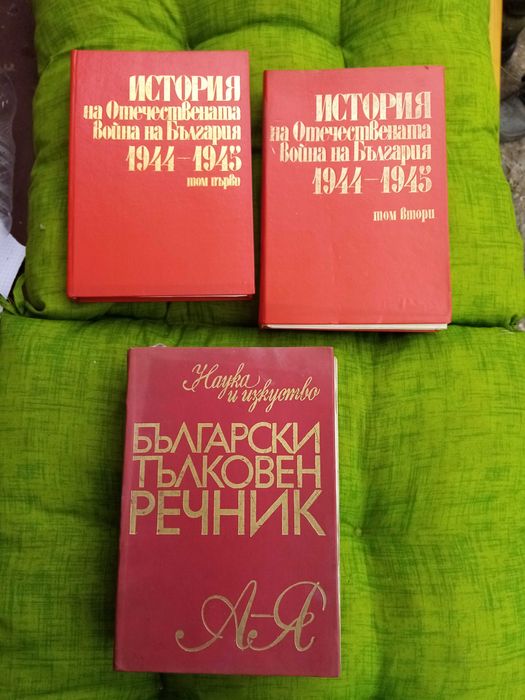 ИСТОРИЯ
на Отечествената
война на България
1944-1945
том първи
ИСТОРИЯ
на Отечествената
война на България
1944-1945
том втори
Наука
и изкуство
БЪЛГАРСКИ
ТЪЛКОВЕН
РЕЧНИК
А-Я